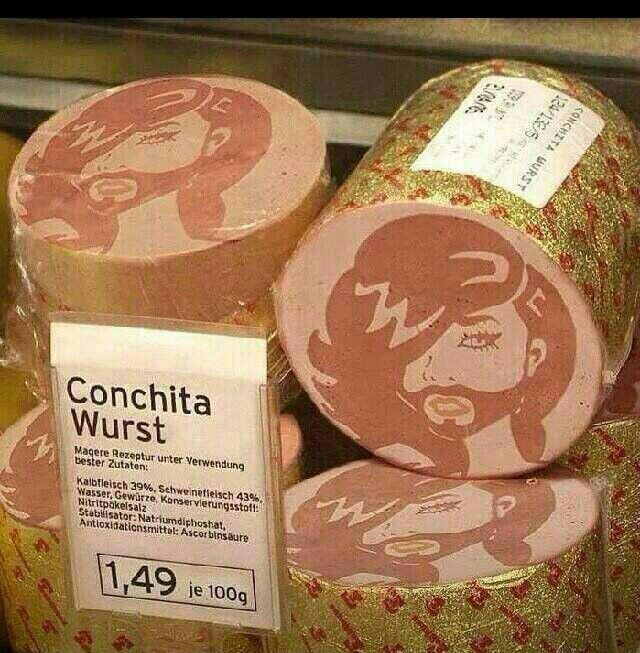 CONCHITA WURST
Conchita
Wurst
Magere Rezeptur unter Verwendung
bester Zutaten:
Kalbfleisch 39%, Schweinefleisch 43%,
Wasser, Gewürze, Konservierungsstoff:
Nitritpökelsalz
Stabilisator: Natriumdiphoshat,
Antioxidationsmittel: Ascorbinsäure
1,49 je 100g